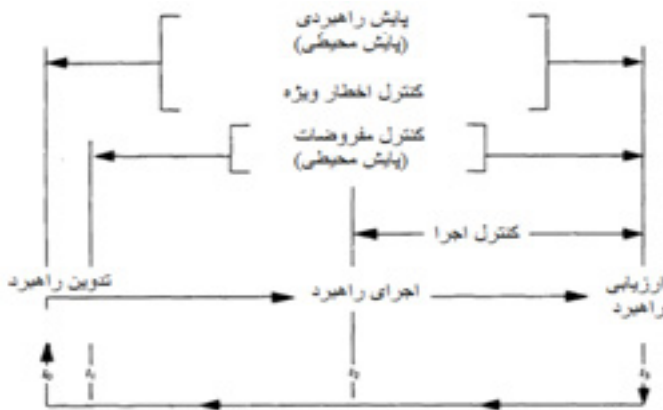 پایش راهبردی
(پایش محیطی)
کنترل اخطار ویژه
کنترل مفروضات
(پایش محیطی)
کنترل اجرا
تدوین راهبرد
اجرای راهبرد
ارزیابی
راهبرد